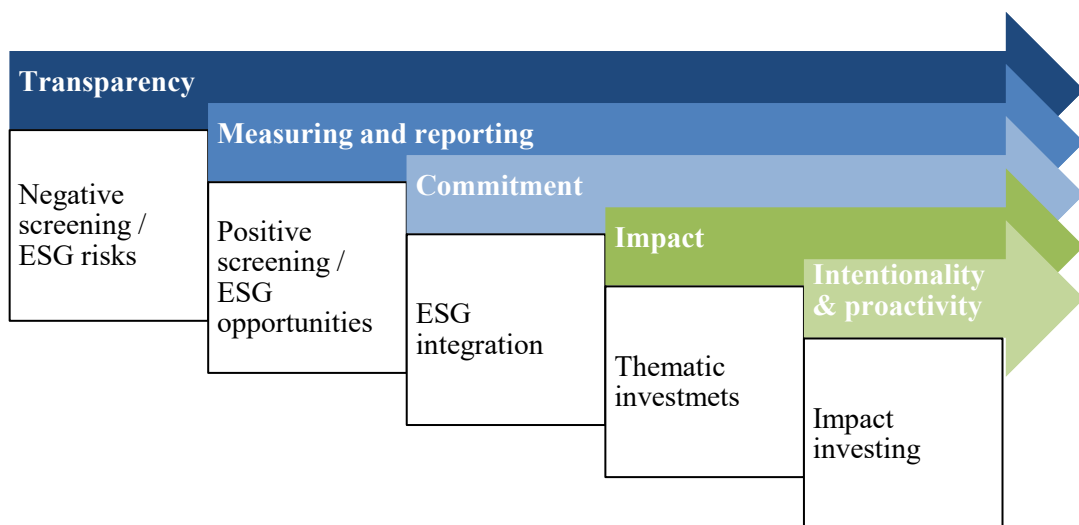 Transparency
Measuring and reporting
Commitment
Impact
Intentionality
& proactivity
Negative
screening /
ESG risks
Positive
screening /
ESG
opportunities
ESG
integration
Thematic
investmets
Impact
investing